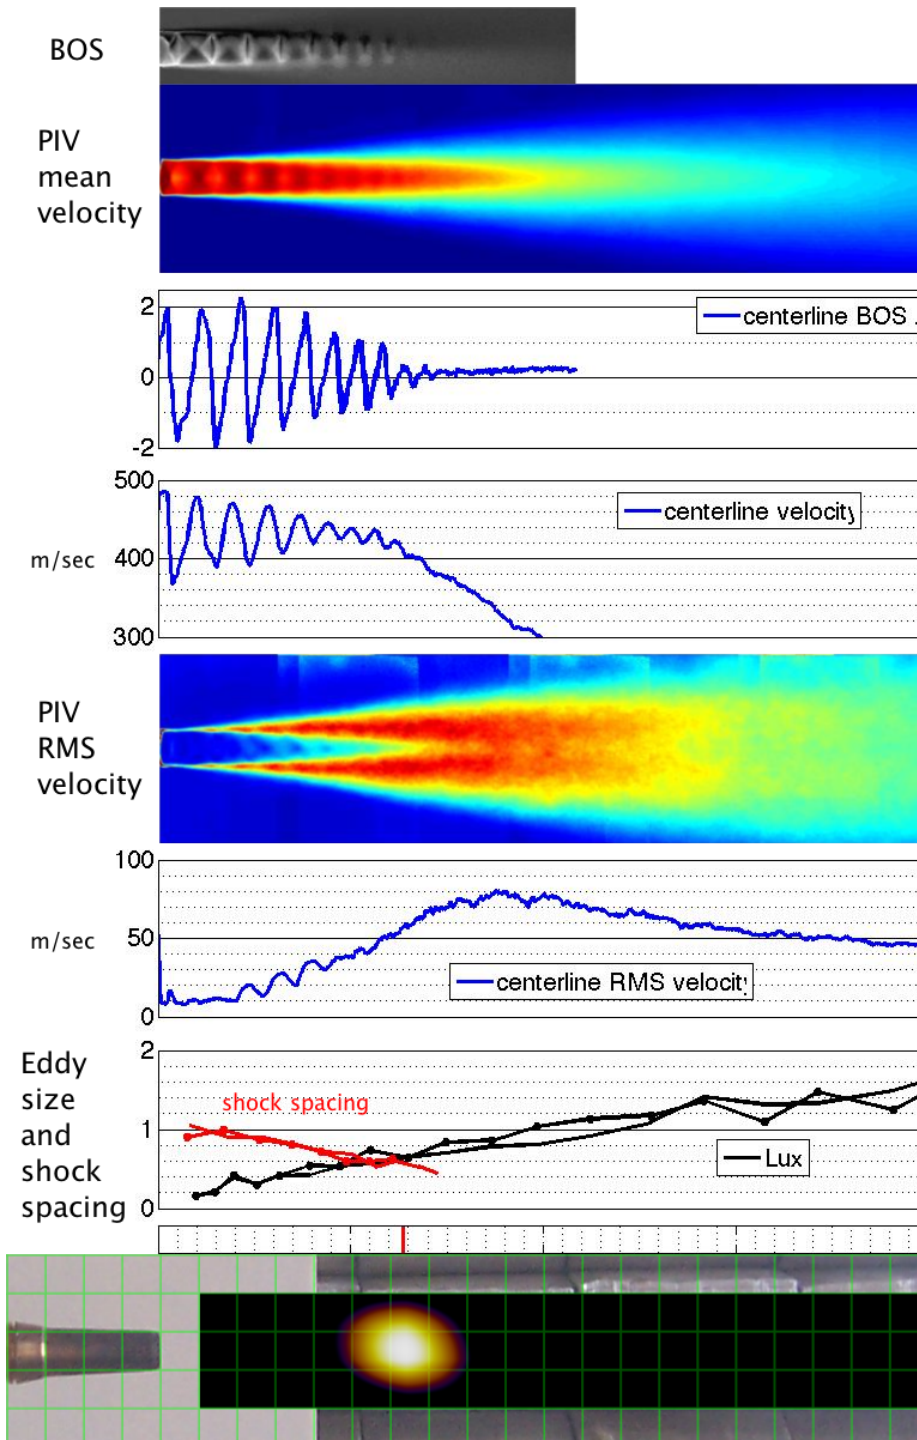 BOS
PIV
mean
velocity
2
centerline BOS
0
-2
500
centerline velocity
m/sec
400
300
PIV
RMS
velocity
100
m/sec
50
centerline RMS velocity
0
Eddy
size
and
shock
spacing
2
shock spacing
1
Lux
0